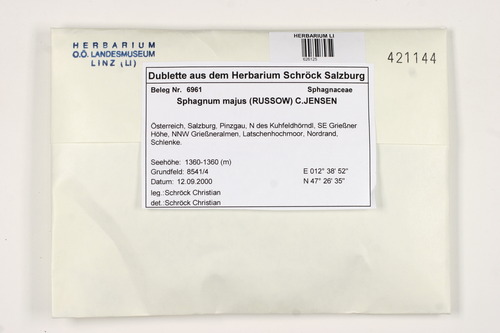 HERBARIUM
O.Ö. LANDESMUSEUM
LINZ (LI)
HERBARIUM LI
421144
Dublette aus dem Herbarium Schröck Salzburg
Beleg Nr. 6961 Sphagnaceae
Sphagnum majus (RUSSOW) C.JENSEN
Österreich, Salzburg, Pinzgau, N des Kuhfeldhörndl, SE Grießner
Höhe, NNW Grießneralmen, Latschenhochmoor, Nordrand,
Schlenke.
Seehöhe: 1360-1360 (m)
Grundfeld: 8541/4 E 012° 38' 52"
Datum: 12.09.2000 N 47° 26' 35"
leg.:Schröck Christian
det.:Schröck Christian